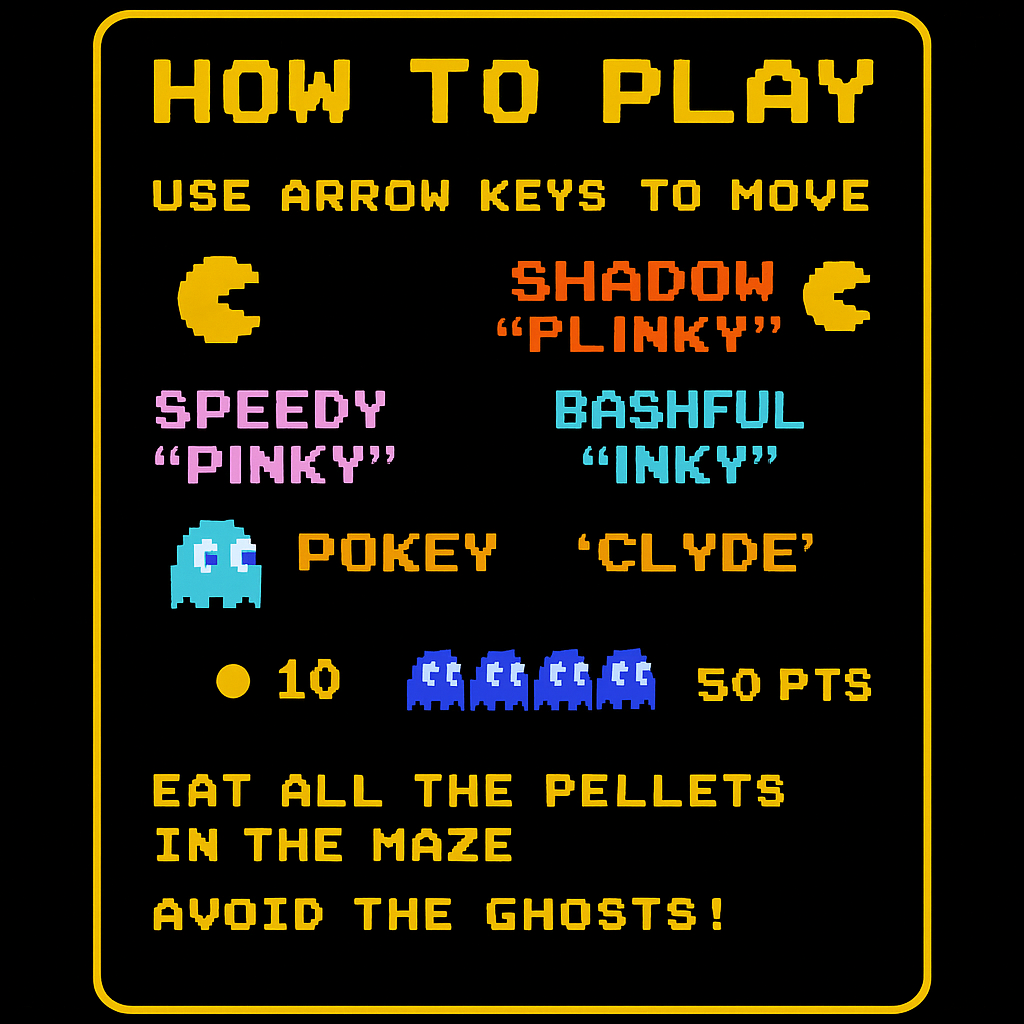 HOW TO PLAY
USE ARROW KEYS TO MOVE
SHADOW
“PLINKY”
SPEEDY
“PINKY”
BASHFUL
“INKY”
POKEY ‘CLYDE’
10 50 PTS
EAT ALL THE PELLETS
IN THE MAZE
AVOID THE GHOSTS!